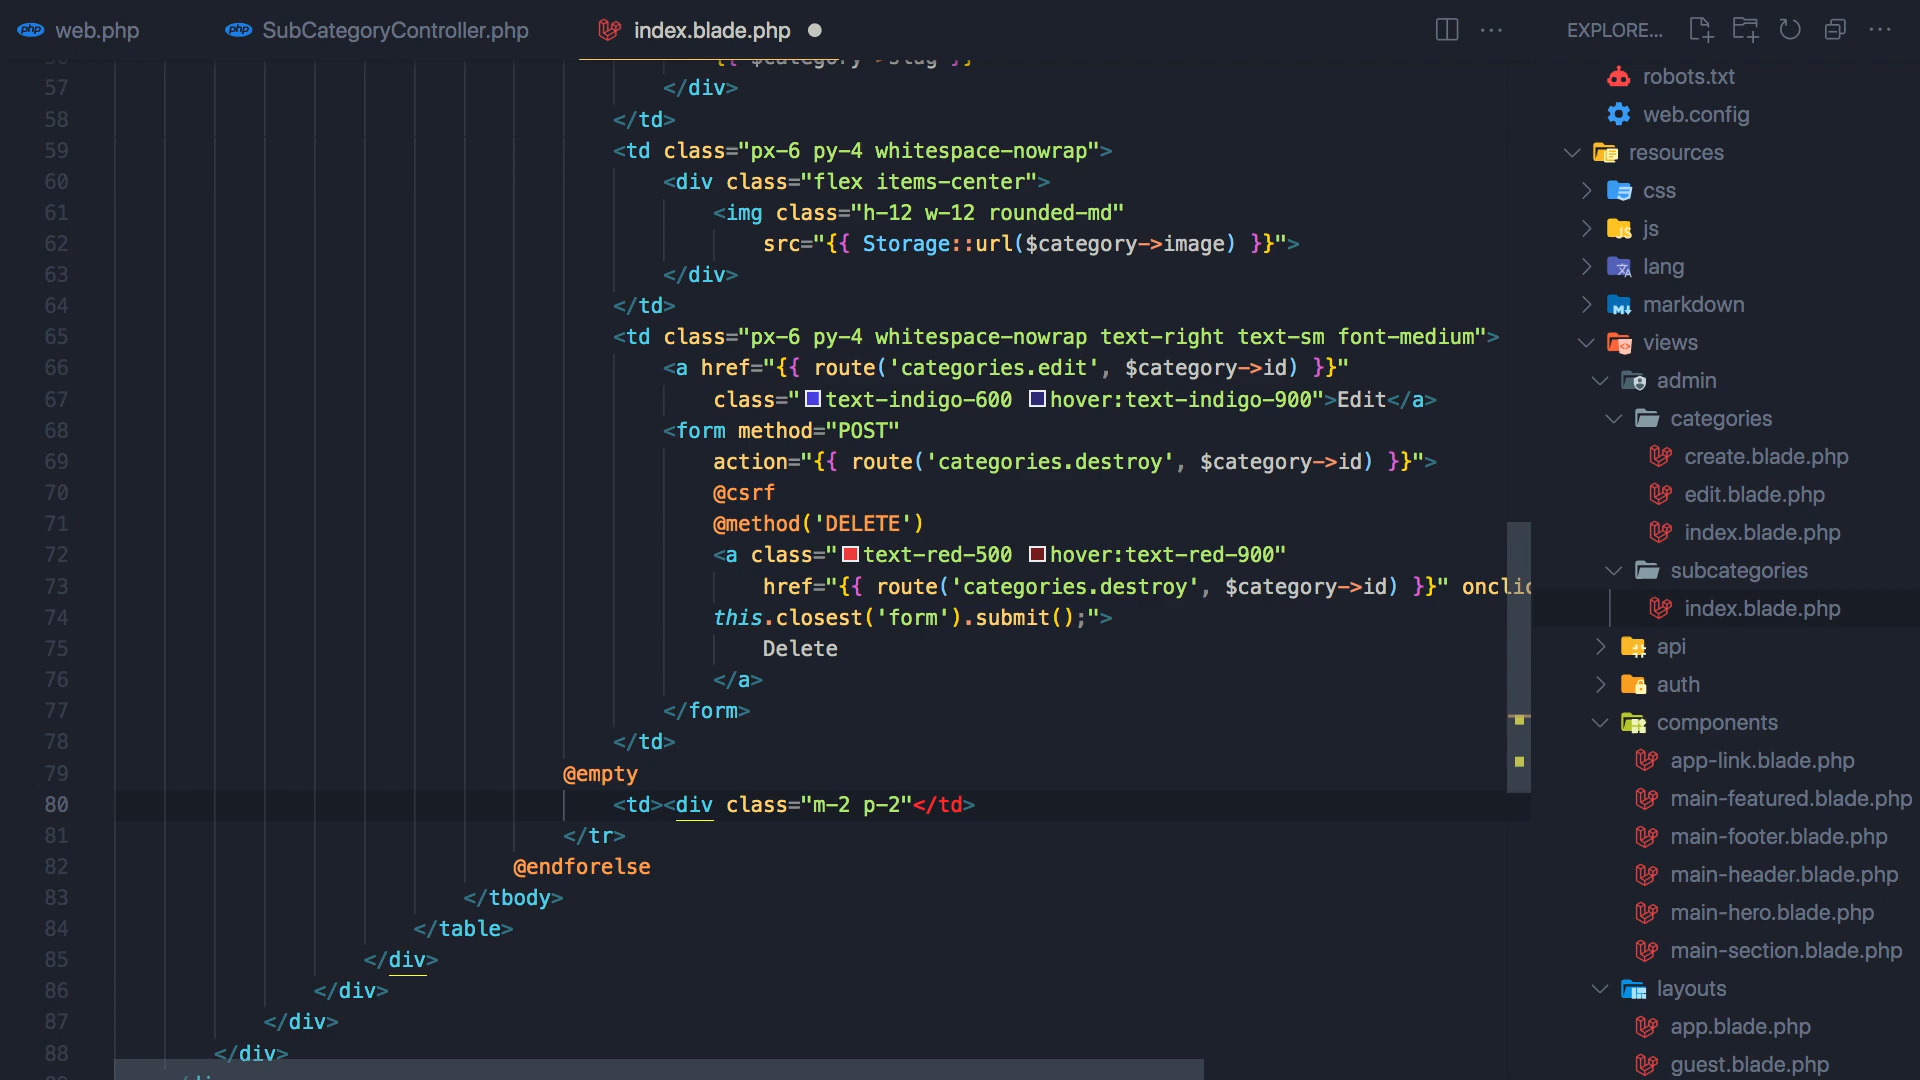 web.php
SubCategoryController.php
index.blade.php
57 </div>
58 </td>
59 <td class="px-6 py-4 whitespace-nowrap">
60 <div class="flex items-center">
61 <img class="h-12 w-12 rounded-md"
62 src="{{ Storage::url($category->image) }}">
63 </div>
64 </td>
65 <td class="px-6 py-4 whitespace-nowrap text-right text-sm font-medium">
66 <a href="{{ route('categories.edit', $category->id) }}"
67 class="text-indigo-600 hover:text-indigo-900">Edit</a>
68 <form method="POST"
69 action="{{ route('categories.destroy', $category->id) }}">
70 @csrf
71 @method('DELETE')
72 <a class="text-red-500 hover:text-red-900"
73 href="{{ route('categories.destroy', $category->id) }}" onclic
74 this.closest('form').submit();">
75 Delete
76 </a>
77 </form>
78 </td>
79 @empty
80 <td><div class="m-2 p-2"</td>
81 </tr>
82 @endforelse
83 </tbody>
84 </table>
85 </div>
86 </div>
87 </div>
88 </div>
EXPLORE...
robots.txt
web.config
resources
css
js
lang
markdown
views
admin
categories
create.blade.php
edit.blade.php
index.blade.php
subcategories
index.blade.php
api
auth
components
app-link.blade.php
main-featured.blade.php
main-footer.blade.php
main-header.blade.php
main-hero.blade.php
main-section.blade.php
layouts
app.blade.php
guest.blade.php